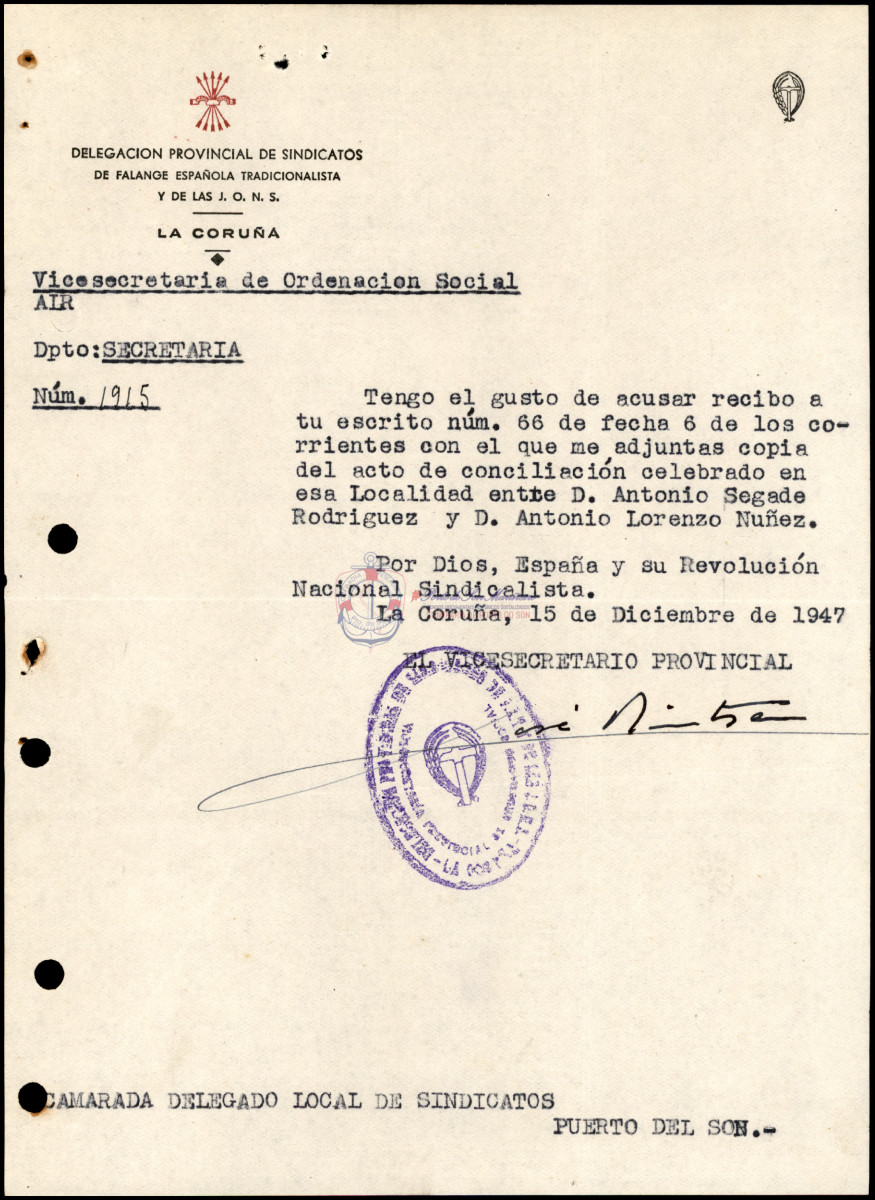 DELEGACION PROVINCIAL DE SINDICATOS
DE FALANGE ESPAÑOLA TRADICIONALISTA
Y DE LAS J. O. N. S.
LA CORUÑA
Vicesecretaria de Ordenacion Social
AIR
Dpto:SECRETARIA
Núm. 1915
Tengo el gusto de acusar recibo a
tu escrito núm. 66 de fecha 6 de los co-
rrientes con el que me adjuntas copia
del acto de conciliación celebrado en
esa Localidad entre D. Antonio Segade
Rodriguez y D. Antonio Lorenzo Nuñez.
Por Dios, España y su Revolución
Nacional Sindicalista.
La Coruña, 15 de Diciembre de 1947
EL VICESECRETARIO PROVINCIAL
CAMARADA DELEGADO LOCAL DE SINDICATOS
PUERTO DEL SON.-